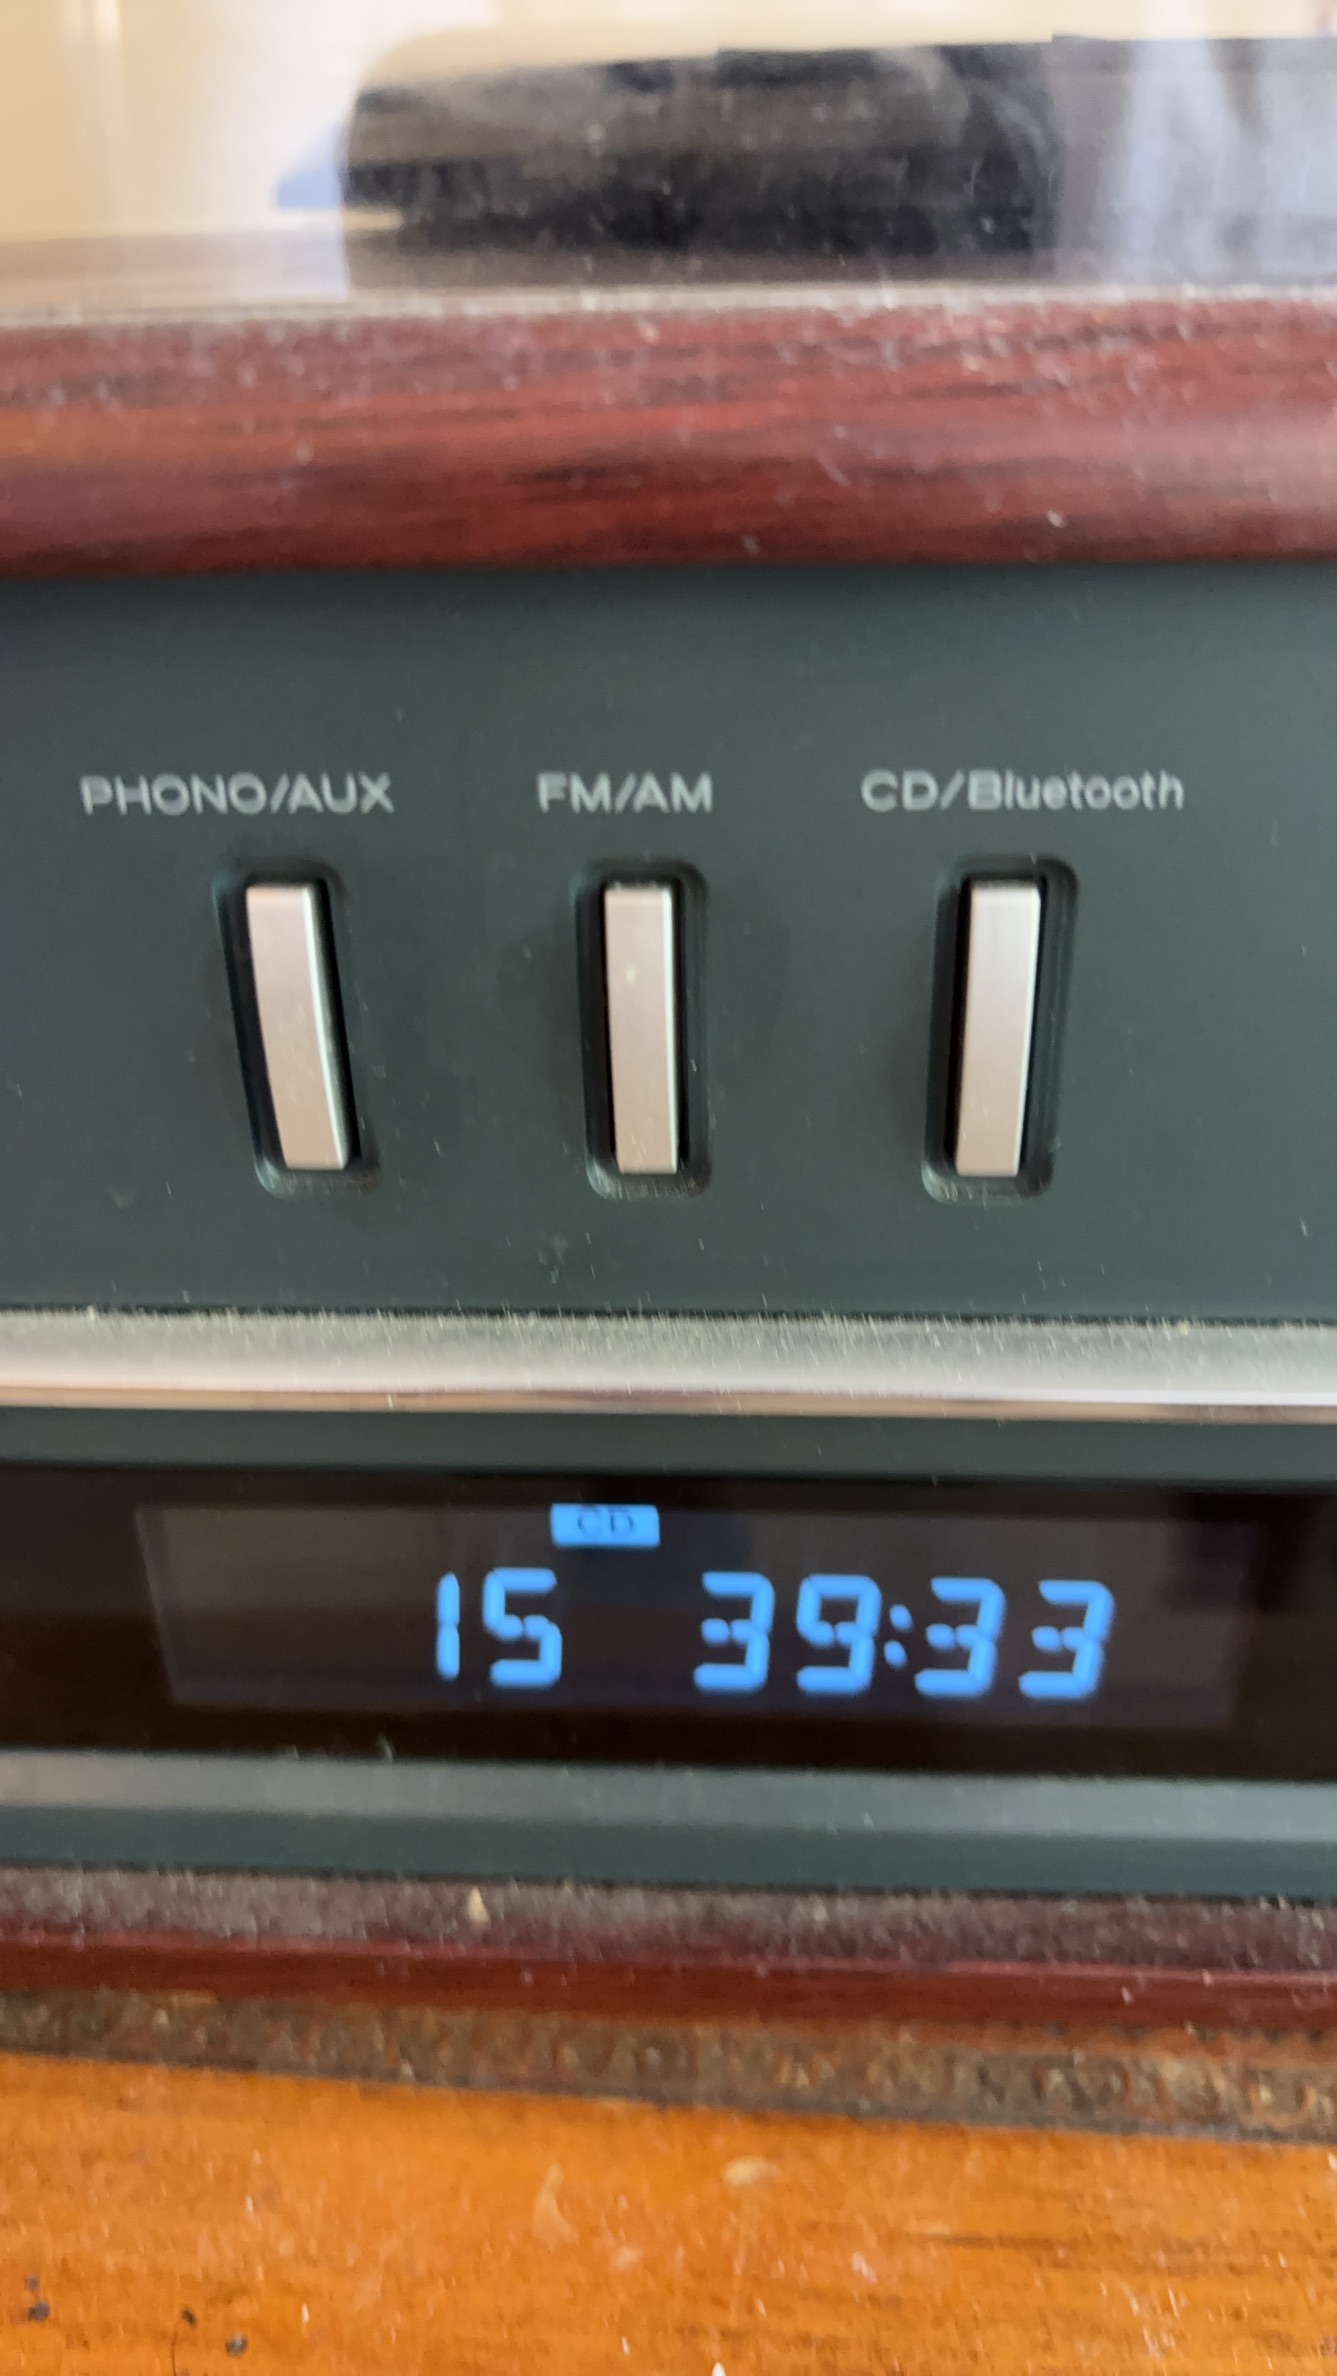 PHONO/AUX FM/AM CD/Bluetooth
CD
15 39:33